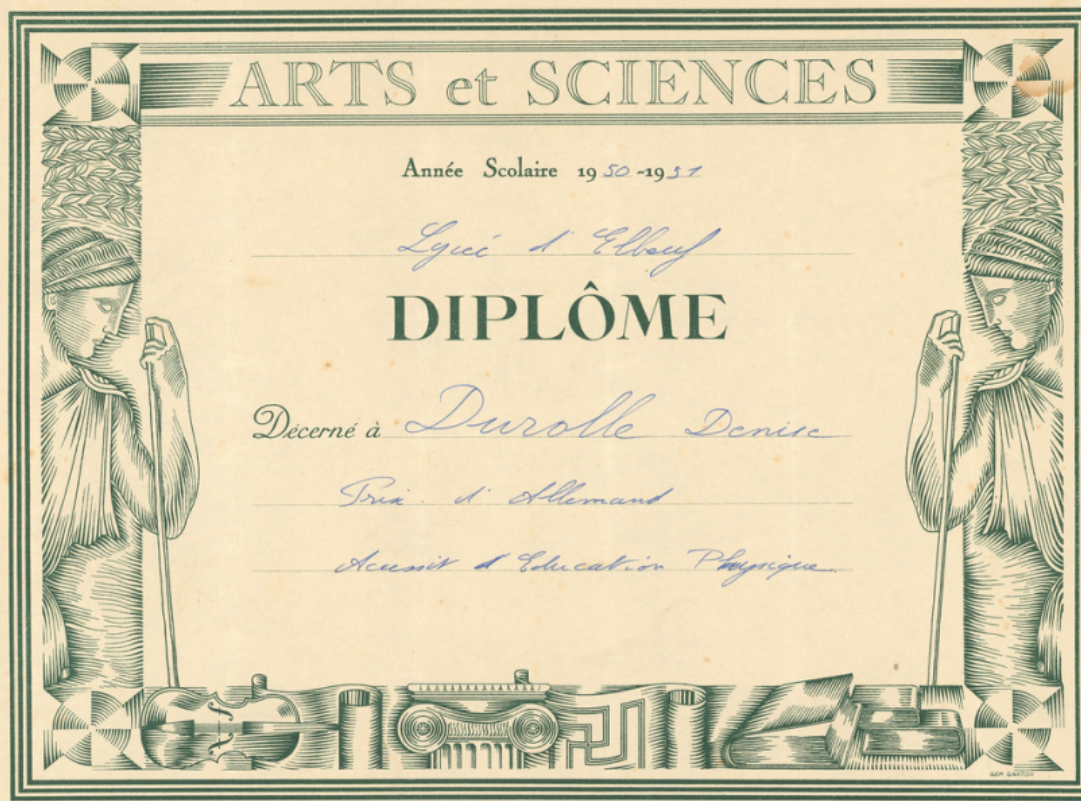 ARTS et SCIENCES
Année Scolaire 1950-1951
Lycée d'Elbeuf
DIPLÔME
Décerné à Durolle Denise
Prix d'Allemand
Accessit d'Education Physique